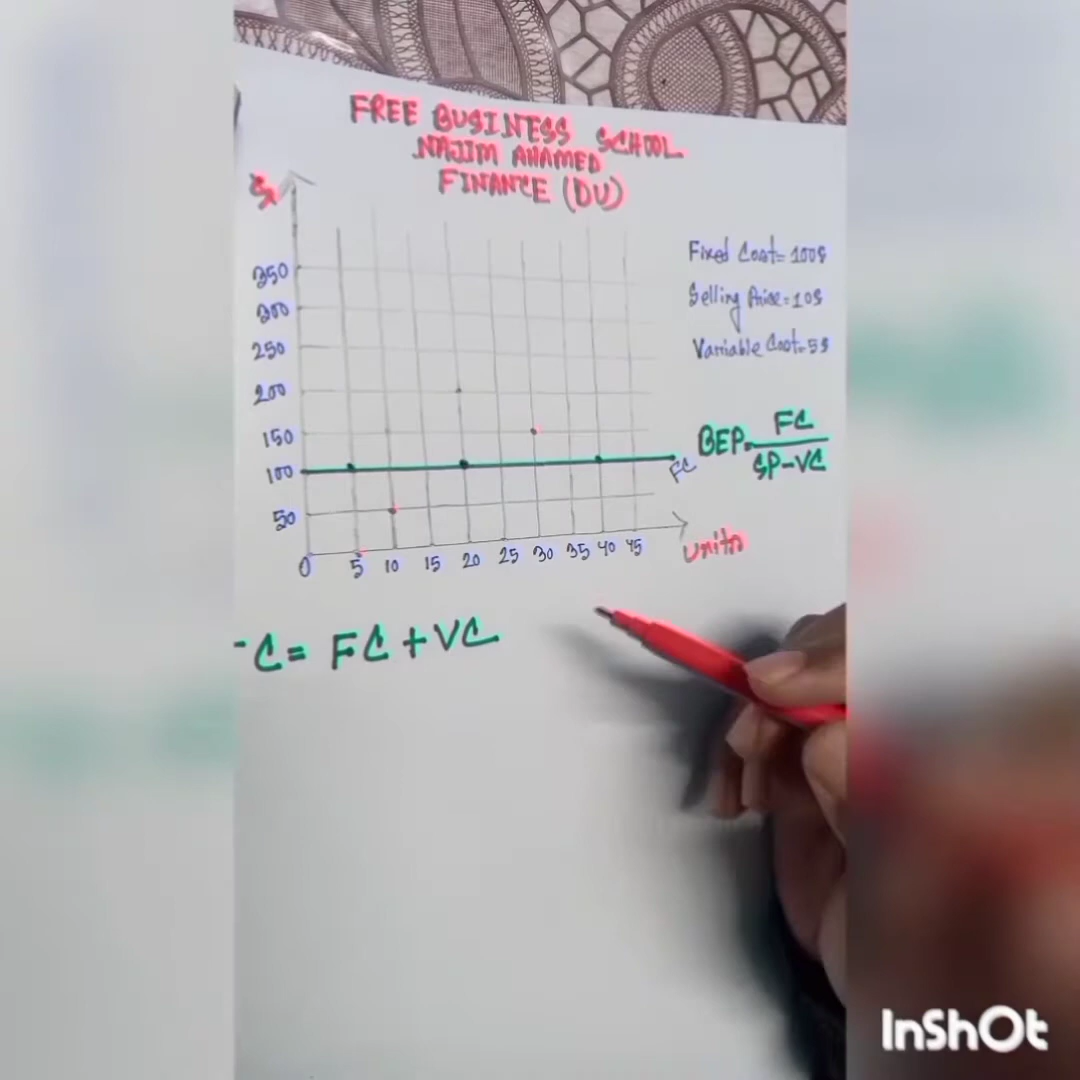 FREE BUSINESS SCHOOL
NAJIM AHAMED
FINANCE (DU)
$
350
300
250
200
150
100
50
0 5 10 15 20 25 30 35 40 45
Units
FC
Fixed Cost= 100$
Selling Price=10$
Variable Cost=5$
BEP= FC
SP-VC
C= FC+VC
InShOt